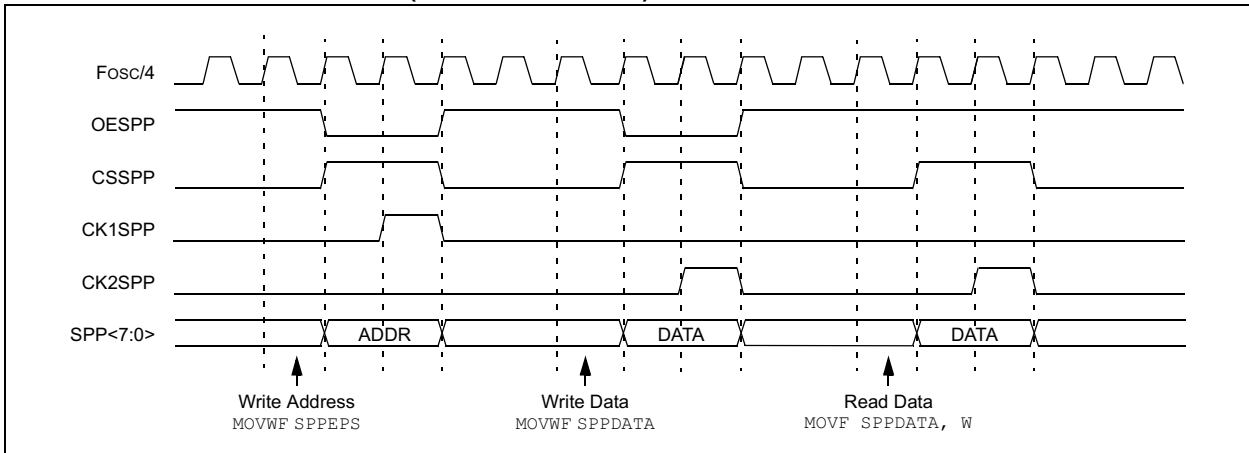 Fosc/4
OESPP
CSSPP
CK1SPP
CK2SPP
SPP<7:0>
ADDR
DATA
DATA
Write Address
MOVWF SPPEPS
Write Data
MOVWF SPPDATA
Read Data
MOVF SPPDATA, W